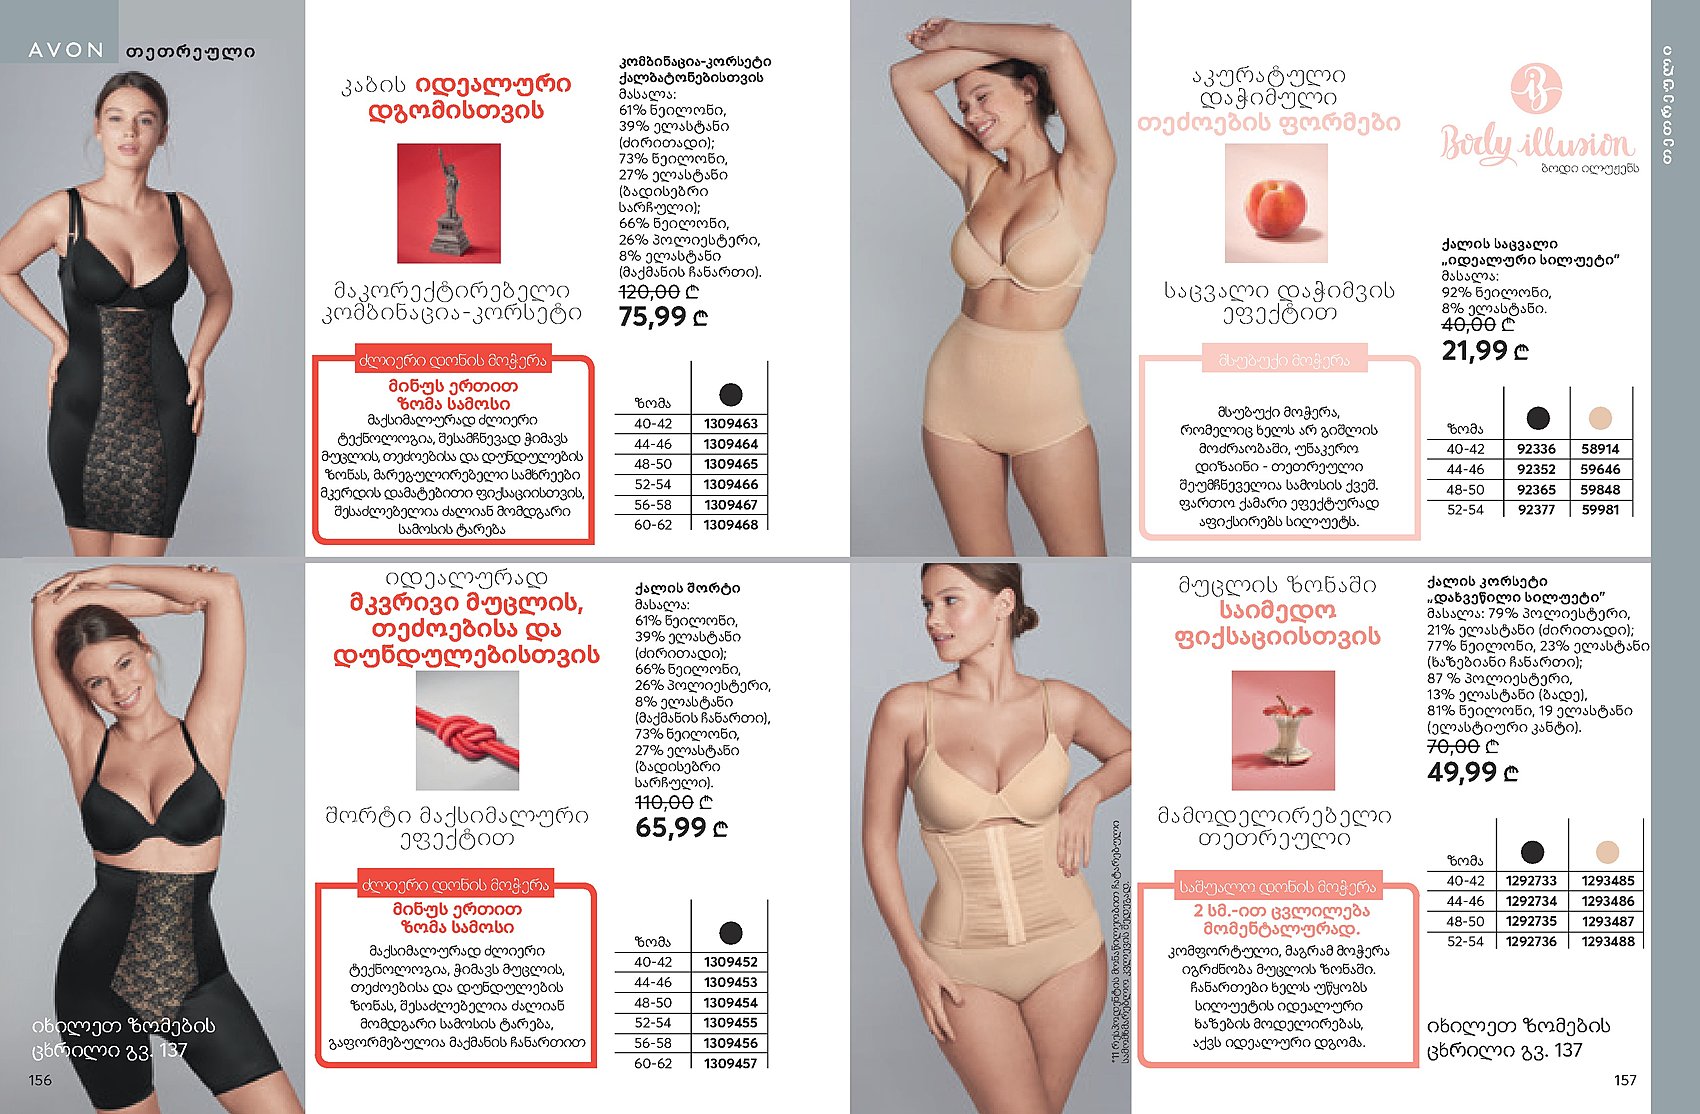 AVON
თეთრეული
კაბის იდეალური
დგომისთვის
მაკორექტირებელი
კომბინაცია-კორსეტი
ძლიერი დონის მოჭერა
მინუს ერთით
ზომა სამოსი
მაქსიმალურად ძლიერი
ტექნოლოგია, შესამჩნევად ჭიმავს
მუცლის, თეძოებისა და დუნდულების
ზონას, მარეგულირებელი სამხრეები
მკერდის დამატებითი ფიქსაციისთვის,
შესაძლებელია ძალიან მომდგარი
სამოსის ტარება
კომბინაცია-კორსეტი
ქალბატონებისთვის
მასალა:
61% ნეილონი,
39% ელასტანი
(ძირითადი);
73% ნეილონი,
27% ელასტანი
(ბადისებრი
სარჩული);
66% ნეილონი,
26% პოლიესტერი,
8% ელასტანი
(მაქმანის ჩანართი).
120,00 ₾
75,99 ₾
ზომა
40-42 1309463
44-46 1309464
48-50 1309465
52-54 1309466
56-58 1309467
60-62 1309468
იდეალურად
მკვრივი მუცლის,
თეძოებისა და
დუნდულებისთვის
შორტი მაქსიმალური
ეფექტით
ძლიერი დონის მოჭერა
მინუს ერთით
ზომა სამოსი
მაქსიმალურად ძლიერი
ტექნოლოგია, ჭიმავს მუცლის,
თეძოებისა და დუნდულების
ზონას, შესაძლებელია ძალიან
მომდგარი სამოსის ტარება,
გაფორმებულია მაქმანის ჩანართით
ქალის შორტი
მასალა:
61% ნეილონი,
39% ელასტანი
(ძირითადი);
66% ნეილონი,
26% პოლიესტერი,
8% ელასტანი
(მაქმანის ჩანართი),
73% ნეილონი,
27% ელასტანი
(ბადისებრი
სარჩული).
110,00 ₾
65,99 ₾
ზომა
40-42 1309452
44-46 1309453
48-50 1309454
52-54 1309455
56-58 1309456
60-62 1309457
იხილეთ ზომების
ცხრილი გვ. 137
156
აკურატული
დაჭიმული
თეძოების ფორმები
საცვალი დაჭიმვის
ეფექტით
მსუბუქი მოჭერა
მსუბუქი მოჭერა,
რომელიც ხელს არ გიშლის
მოძრაობაში, უნაკერო
დიზაინი - თეთრეული
შეუმჩნეველია სამოსის ქვეშ.
ფართო ქამარი ეფექტურად
აფიქსირებს სილუეტს.
Body illusion
ბოდი ილუჟენს
თეთრეული
ქალის საცვალი
„იდეალური სილუეტი”
მასალა:
92% ნეილონი,
8% ელასტანი.
40,00 ₾
21,99 ₾
ზომა
40-42 92336 58914
44-46 92352 59646
48-50 92365 59848
52-54 92377 59981
მუცლის ზონაში
საიმედო
ფიქსაციისთვის
მამოდელირებელი
თეთრეული
საშუალო დონის მოჭერა
2 სმ.-ით ცვლილება
მომენტალურად.
კომფორტული, მაგრამ მოჭერა
იგრძნობა მუცლის ზონაში.
ჩანართები ხელს უწყობს
სილუეტის იდეალური
ხაზების მოდელირებას,
აქვს იდეალური დგომა.
*11 რესპოდენტის მონაწილეობით ჩატარებული
სამომხმარებლო კვლევის შედეგად.
ქალის კორსეტი
„დახვეწილი სილუეტი”
მასალა: 79% პოლიესტერი,
21% ელასტანი (ძირითადი);
77% ნეილონი, 23% ელასტანი
(ხაზებიანი ჩანართი);
87 % პოლიესტერი,
13% ელასტანი (ბადე),
81% ნეილონი, 19 ელასტანი
(ელასტიური კანტი).
70,00 ₾
49,99 ₾
ზომა
40-42 1292733 1293485
44-46 1292734 1293486
48-50 1292735 1293487
52-54 1292736 1293488
იხილეთ ზომების
ცხრილი გვ. 137
157